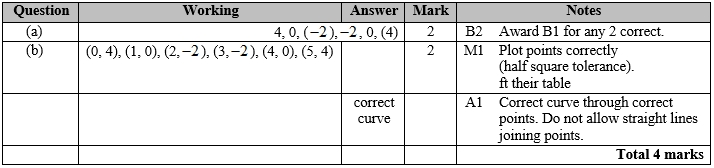 Question Working Answer Mark Notes
(a) 4, 0, (−2), −2, 0, (4) 2 B2 Award B1 for any 2 correct.
(b) (0, 4), (1, 0), (2, −2), (3, −2), (4, 0), (5, 4) 2 M1 Plot points correctly
(half square tolerance).
ft their table
correct A1 Correct curve through correct
curve points. Do not allow straight lines
joining points.
Total 4 marks